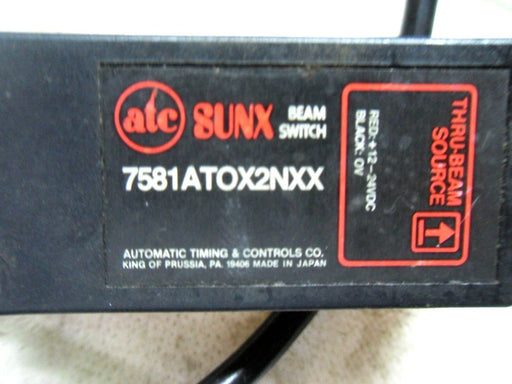 atc SUNX BEAM SWITCH
7581ATOX2NXX
AUTOMATIC TIMING & CONTROLS CO.
KING OF PRUSSIA, PA. 19406 MADE IN JAPAN
THRU-BEAM
SOURCE
RED: +12-24VDC
BLACK: 0V